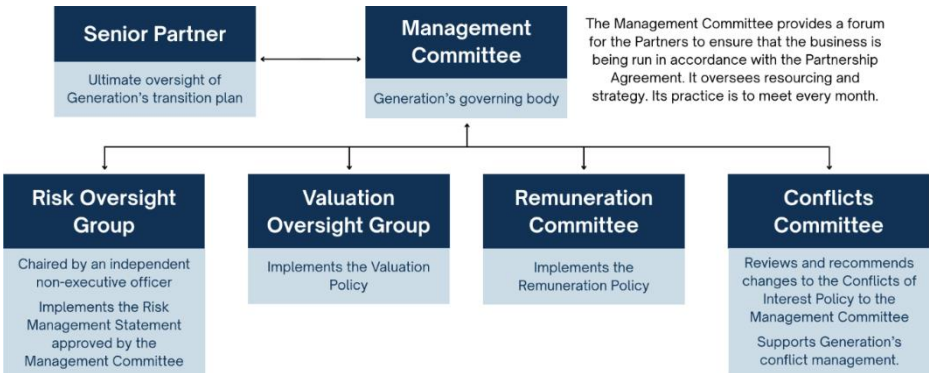 Senior Partner
Ultimate oversight of
Generation's transition plan
Management
Committee
Generation's governing body
The Management Committee provides a forum
for the Partners to ensure that the business is
being run in accordance with the Partnership
Agreement. It oversees resourcing and
strategy. Its practice is to meet every month.
Risk Oversight
Group
Chaired by an independent
non-executive officer
Implements the Risk
Management Statement
approved by the
Management Committee
Valuation
Oversight Group
Implements the Valuation
Policy
Remuneration
Committee
Implements the
Remuneration Policy
Conflicts
Committee
Reviews and recommends
changes to the Conflicts of
Interest Policy to the
Management Committee
Supports Generation's
conflict management.